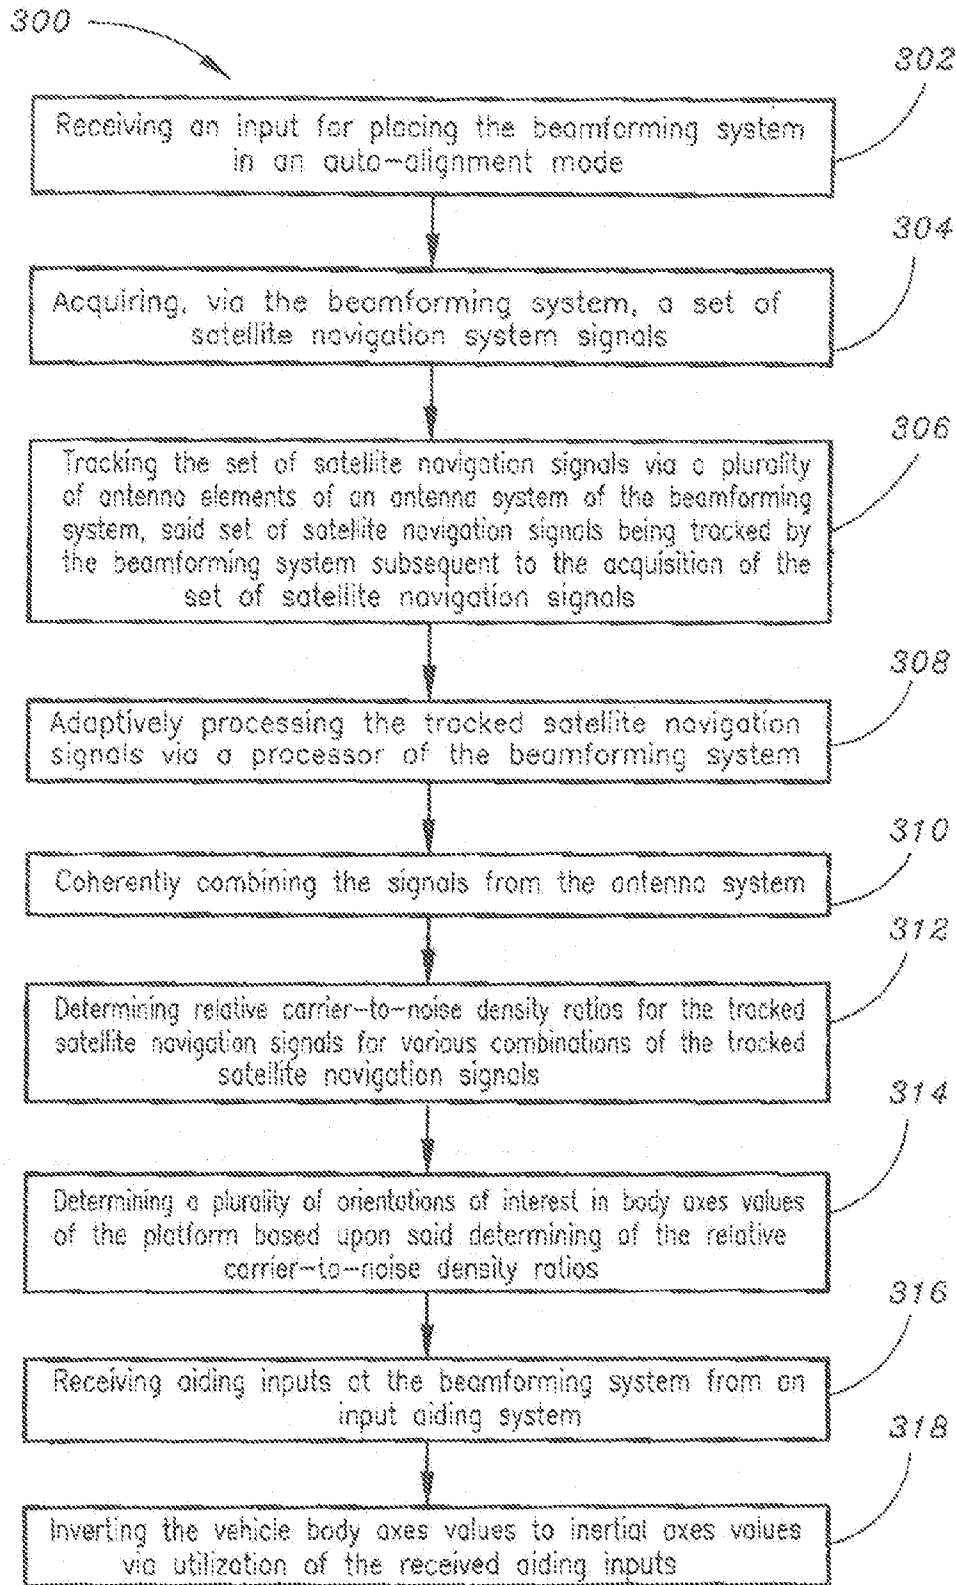 300
302
Receiving an input for placing the beamforming system
in an auto-alignment mode
304
Acquiring, via the beamforming system, a set of
satellite navigation system signals
306
Tracking the set of satellite navigation signals via a plurality
of antenna elements of an antenna system of the beamforming
system, said set of satellite navigation signals being tracked by
the beamforming system subsequent to the acquisition of the
set of satellite navigation signals
308
Adaptively processing the tracked satellite navigation
signals via a processor of the beamforming system
310
Coherently combining the signals from the antenna system
312
Determining relative carrier-to-noise density ratios for the tracked
satellite navigation signals for various combinations of the tracked
satellite navigation signals
314
Determining a plurality of orientations of interest in body axes values
of the platform based upon said determining of the relative
carrier-to-noise density ratios
316
Receiving aiding inputs at the beamforming system from an
input aiding system
318
Inverting the vehicle body axes values to inertial axes values
via utilization of the received aiding inputs